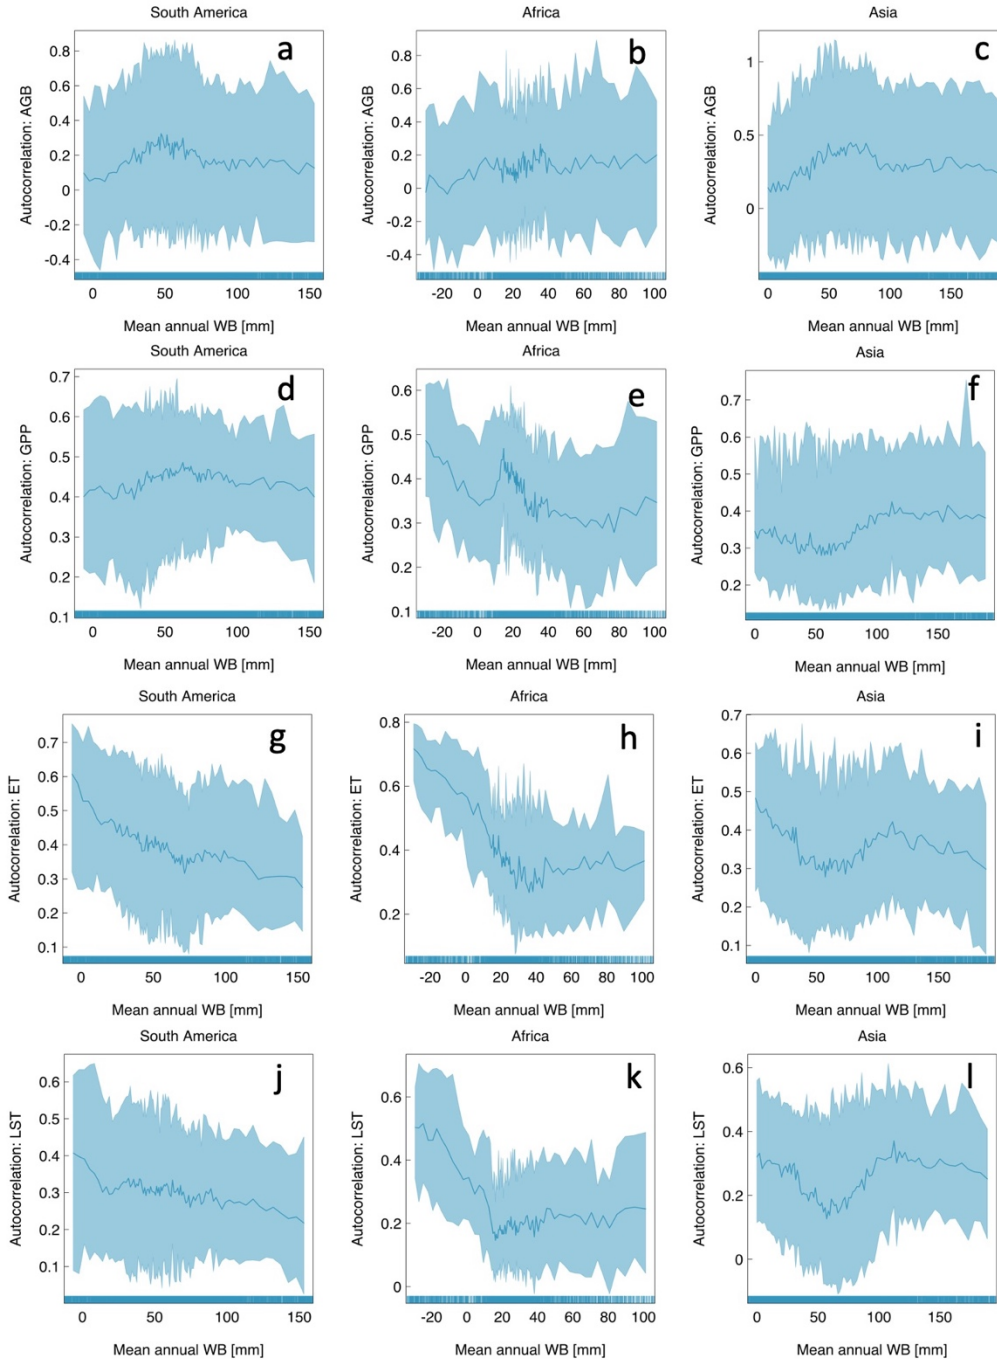 South America
Africa
Asia
a
b
c
Autocorrelation: AGB
0.8
0.6
0.4
0.2
0
-0.2
-0.4
0
50
100
150
Mean annual WB [mm]
Autocorrelation: AGB
0.8
0.6
0.4
0.2
0
-0.2
-0.4
-20
0
20
40
60
80
100
Mean annual WB [mm]
Autocorrelation: AGB
1
0.5
0
0
50
100
150
Mean annual WB [mm]
South America
Africa
Asia
d
e
f
Autocorrelation: GPP
0.7
0.6
0.5
0.4
0.3
0.2
0.1
0
50
100
150
Mean annual WB [mm]
Autocorrelation: GPP
0.6
0.5
0.4
0.3
0.2
0.1
-20
0
20
40
60
80
100
Mean annual WB [mm]
Autocorrelation: GPP
0.7
0.6
0.5
0.4
0.3
0.2
0
50
100
150
Mean annual WB [mm]
South America
Africa
Asia
g
h
i
Autocorrelation: ET
0.7
0.6
0.5
0.4
0.3
0.2
0.1
0
50
100
150
Mean annual WB [mm]
Autocorrelation: ET
0.8
0.6
0.4
0.2
-20
0
20
40
60
80
100
Mean annual WB [mm]
Autocorrelation: ET
0.7
0.6
0.5
0.4
0.3
0.2
0.1
0
50
100
150
Mean annual WB [mm]
South America
Africa
Asia
j
k
l
Autocorrelation: LST
0.6
0.5
0.4
0.3
0.2
0.1
0
50
100
150
Mean annual WB [mm]
Autocorrelation: LST
0.6
0.4
0.2
0
-20
0
20
40
60
80
100
Mean annual WB [mm]
Autocorrelation: LST
0.6
0.4
0.2
0
0
50
100
150
Mean annual WB [mm]